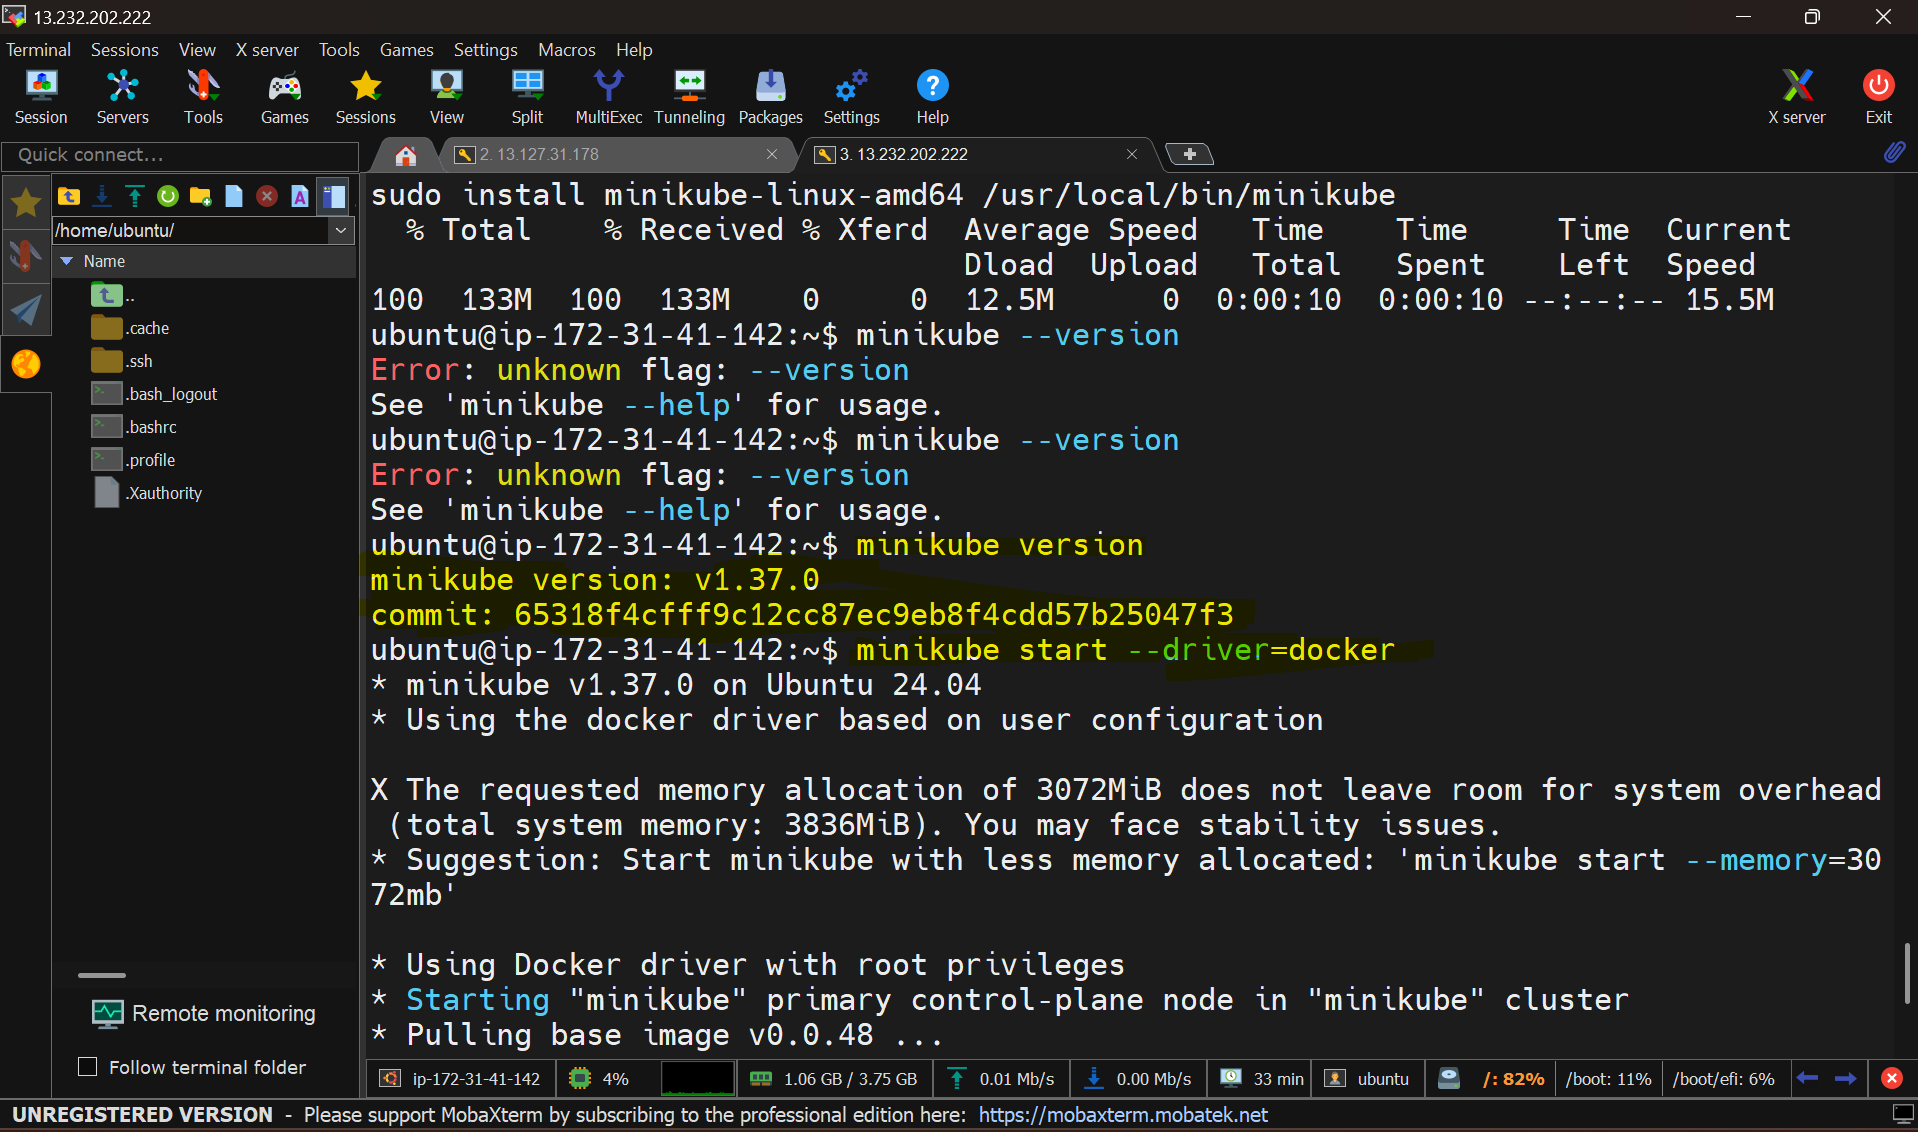 13.232.202.222
Terminal Sessions View X server Tools Games Settings Macros Help
Session Servers Tools Games Sessions View Split MultiExec Tunneling Packages Settings Help X server Exit
Quick connect...
2. 13.127.31.178
3. 13.232.202.222
/home/ubuntu/
Name
..
.cache
.ssh
.bash_logout
.bashrc
.profile
.Xauthority
Remote monitoring
Follow terminal folder
sudo install minikube-linux-amd64 /usr/local/bin/minikube
% Total % Received % Xferd Average Speed Time Time Time Current
Dload Upload Total Spent Left Speed
100 133M 100 133M 0 0 12.5M 0 0:00:10 0:00:10 --:--:-- 15.5M
ubuntu@ip-172-31-41-142:~$ minikube --version
Error: unknown flag: --version
See 'minikube --help' for usage.
ubuntu@ip-172-31-41-142:~$ minikube --version
Error: unknown flag: --version
See 'minikube --help' for usage.
ubuntu@ip-172-31-41-142:~$ minikube version
minikube version: v1.37.0
commit: 65318f4cfff9c12cc87ec9eb8f4cdd57b25047f3
ubuntu@ip-172-31-41-142:~$ minikube start --driver=docker
* minikube v1.37.0 on Ubuntu 24.04
* Using the docker driver based on user configuration
X The requested memory allocation of 3072MiB does not leave room for system overhead
(total system memory: 3836MiB). You may face stability issues.
* Suggestion: Start minikube with less memory allocated: 'minikube start --memory=30
72mb'
* Using Docker driver with root privileges
* Starting "minikube" primary control-plane node in "minikube" cluster
* Pulling base image v0.0.48 ...
ip-172-31-41-142 4% 1.06 GB / 3.75 GB 0.01 Mb/s 0.00 Mb/s 33 min ubuntu /: 82% /boot: 11% /boot/efi: 6%
UNREGISTERED VERSION - Please support MobaXterm by subscribing to the professional edition here: https://mobaxterm.mobatek.net